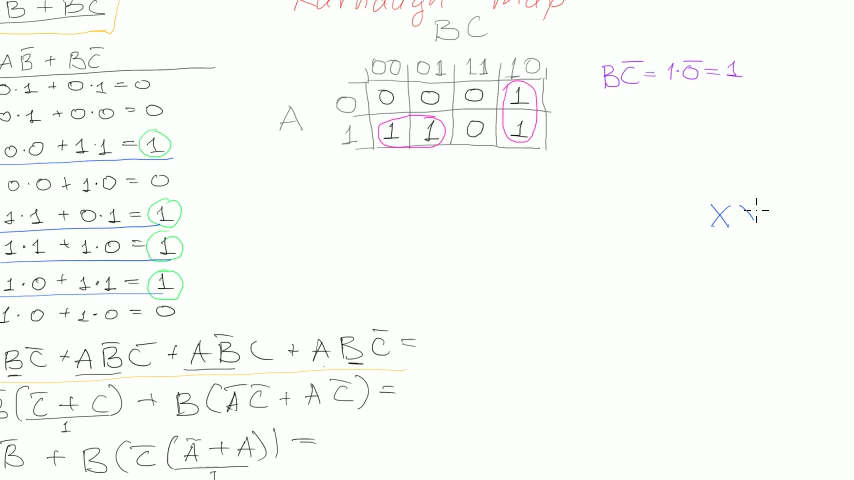 Karnaugh map
B + BC
AB̅ + BC̅
0·1 + 0·1 = 0
0·1 + 0·0 = 0
0·0 + 1·1 = 1
0·0 + 1·0 = 0
1·1 + 0·1 = 1
1·1 + 1·0 = 1
1·0 + 1·1 = 1
1·0 + 1·0 = 0
BC
00 01 11 10
0 0 0 0 1
A
1 1 1 0 1
BC̅ = 1·0̅ = 1
X
BC̅ + AB̅C̅ + AB̅C + ABC̅ =
(C̅ + C) + B(A̅C̅ + AC̅) =
1
B̅ + B(C̅(A̅ + A)) =
1